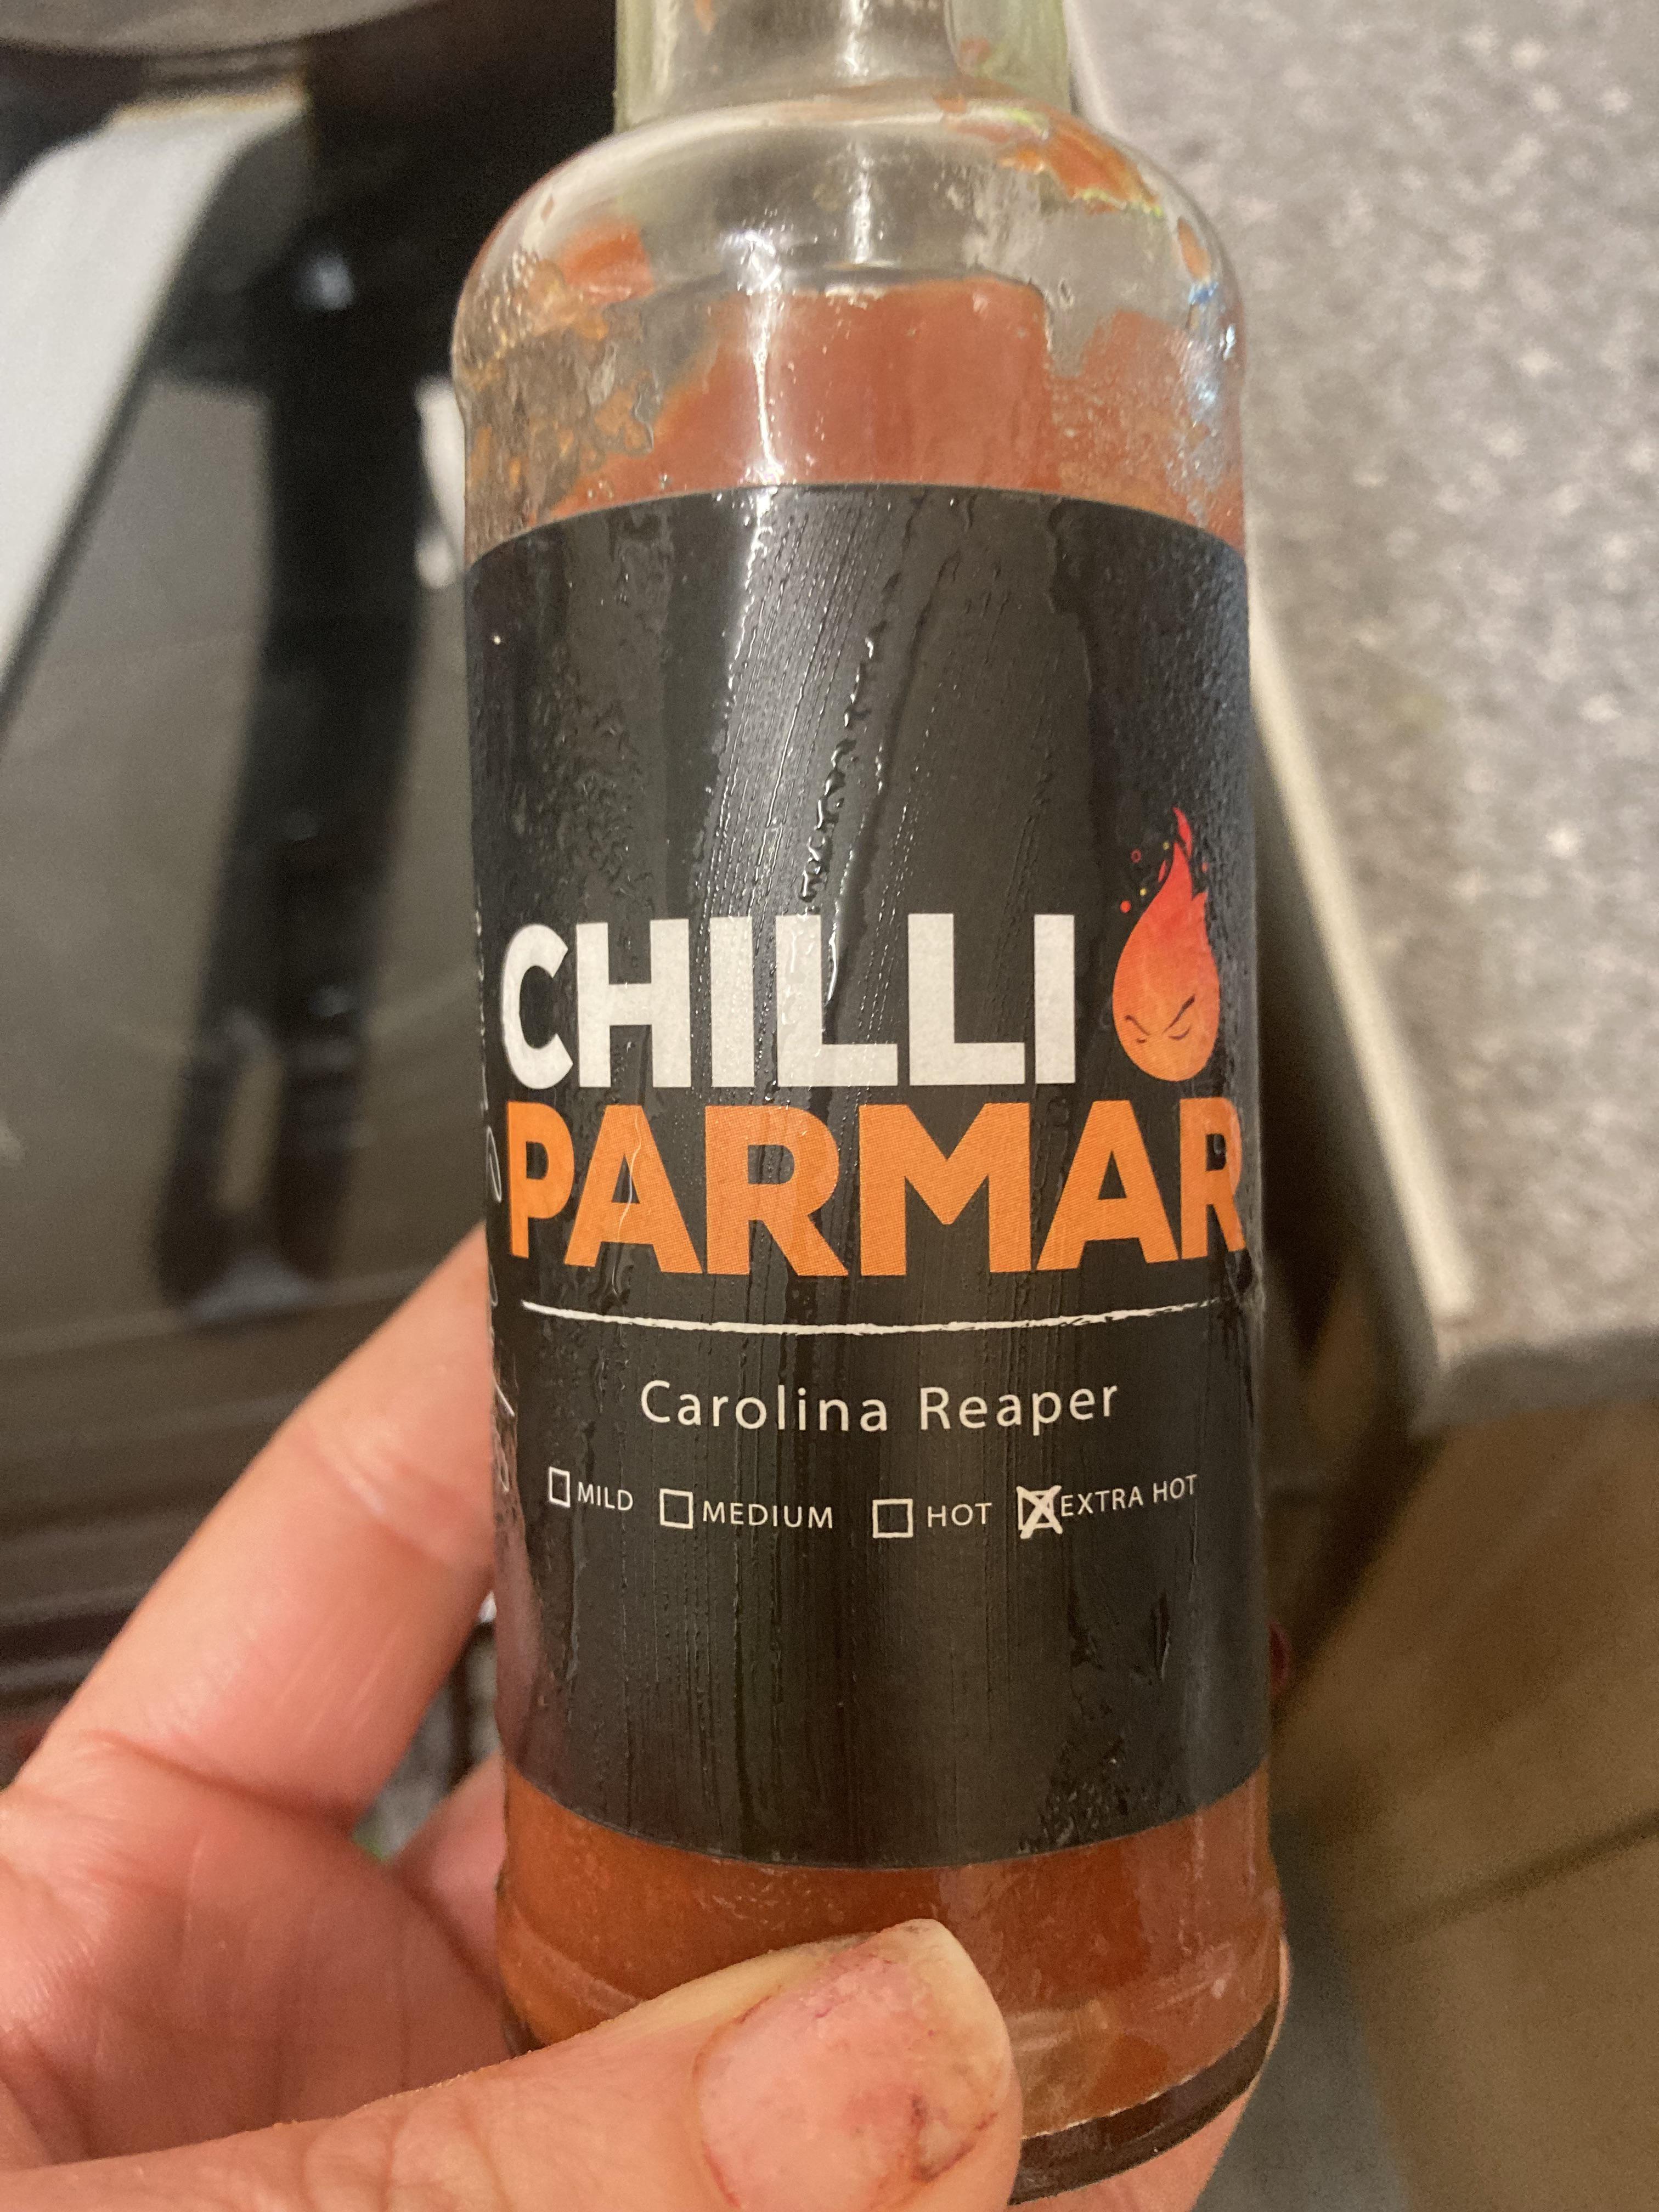 CHILLI
PARMAR
Carolina Reaper
MILD MEDIUM HOT EXTRA HOT